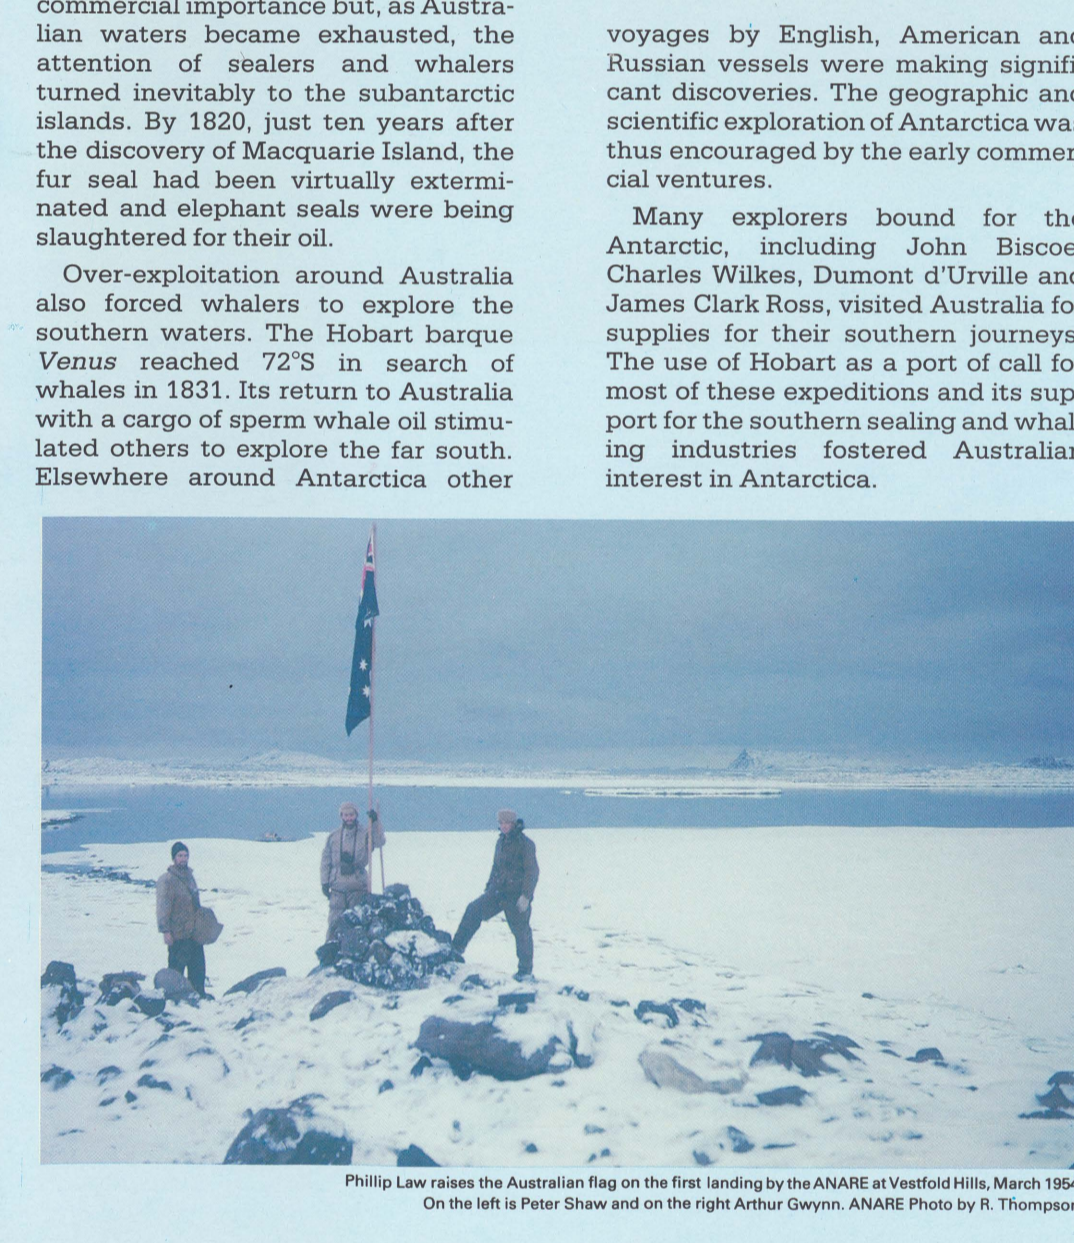 commercial importance but, as Austra-
lian waters became exhausted, the
attention of sealers and whalers
turned inevitably to the subantarctic
islands. By 1820, just ten years after
the discovery of Macquarie Island, the
fur seal had been virtually extermi-
nated and elephant seals were being
slaughtered for their oil.
Over-exploitation around Australia
also forced whalers to explore the
southern waters. The Hobart barque
Venus reached 72°S in search of
whales in 1831. Its return to Australia
with a cargo of sperm whale oil stimu-
lated others to explore the far south.
Elsewhere around Antarctica other
voyages by English, American and
Russian vessels were making signifi
cant discoveries. The geographic and
scientific exploration of Antarctica was
thus encouraged by the early commer
cial ventures.
Many explorers bound for the
Antarctic, including John Biscoe
Charles Wilkes, Dumont d'Urville and
James Clark Ross, visited Australia fo
supplies for their southern journeys
The use of Hobart as a port of call fo
most of these expeditions and its sup
port for the southern sealing and whal
ing industries fostered Australian
interest in Antarctica.
Phillip Law raises the Australian flag on the first landing by the ANARE at Vestfold Hills, March 1954
On the left is Peter Shaw and on the right Arthur Gwynn. ANARE Photo by R. Thompson